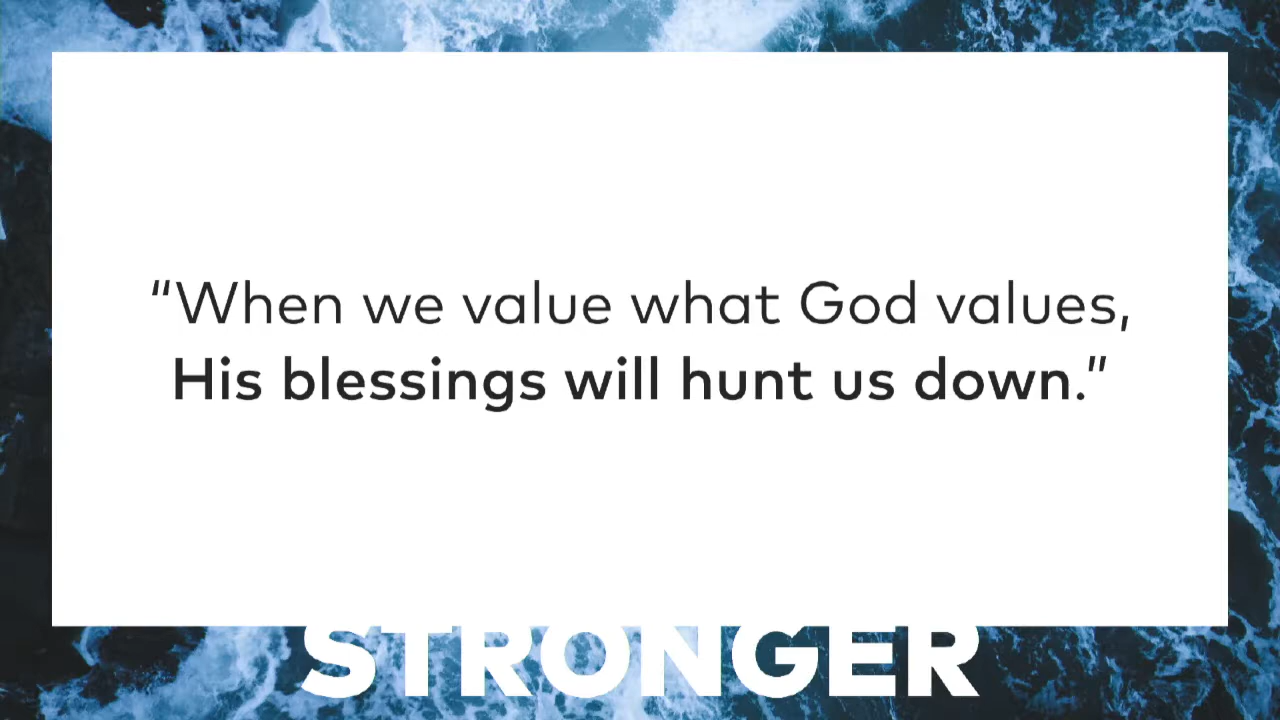 “When we value what God values,
His blessings will hunt us down.”
STRONGER